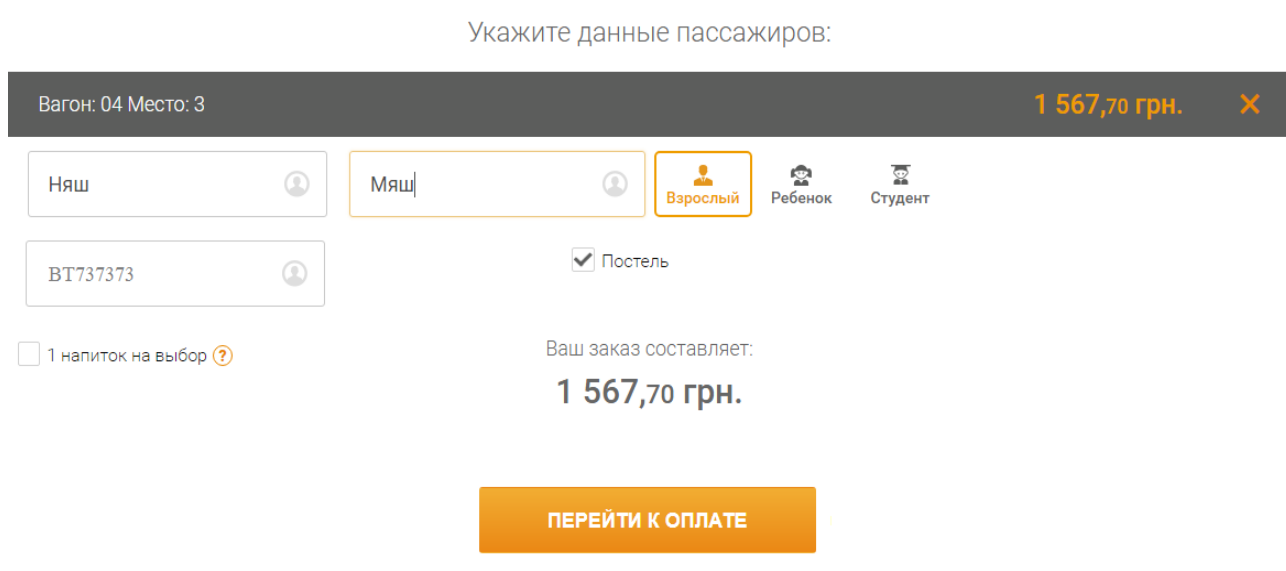 Укажите данные пассажиров:
Вагон: 04 Место: 3
1 567,70 грн.
Няш
Мяш
Взрослый
Ребенок
Студент
BT737373
Постель
1 напиток на выбор ?
Ваш заказ составляет:
1 567,70 грн.
ПЕРЕЙТИ К ОПЛАТЕ